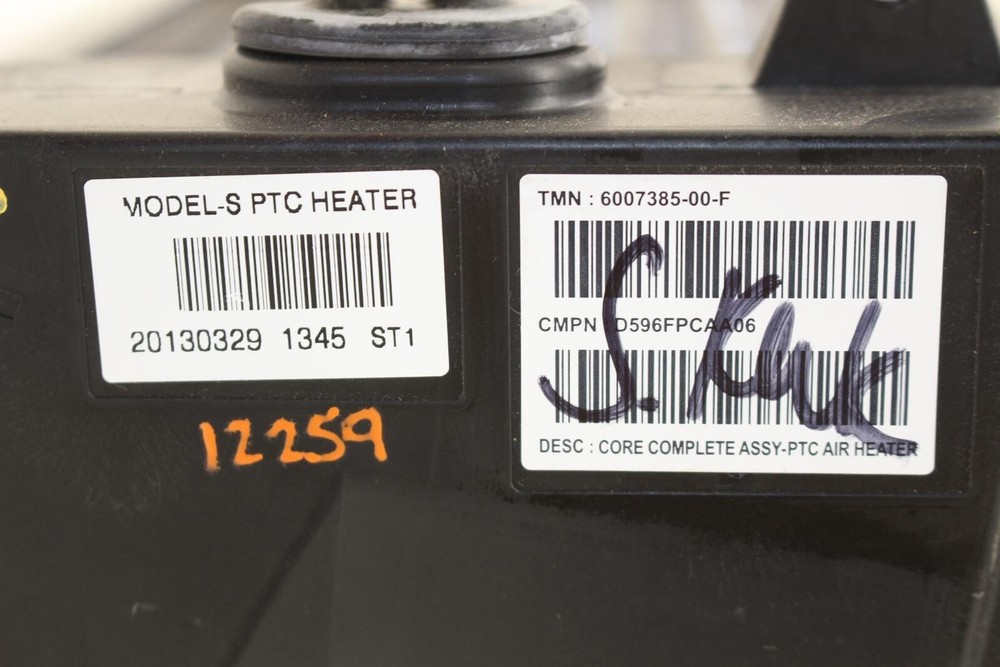 MODEL-S PTC HEATER
20130329 1345 ST1
12259
TMN : 6007385-00-F
CMPN : D596FPCAA06
DESC : CORE COMPLETE ASSY-PTC AIR HEATER
S.